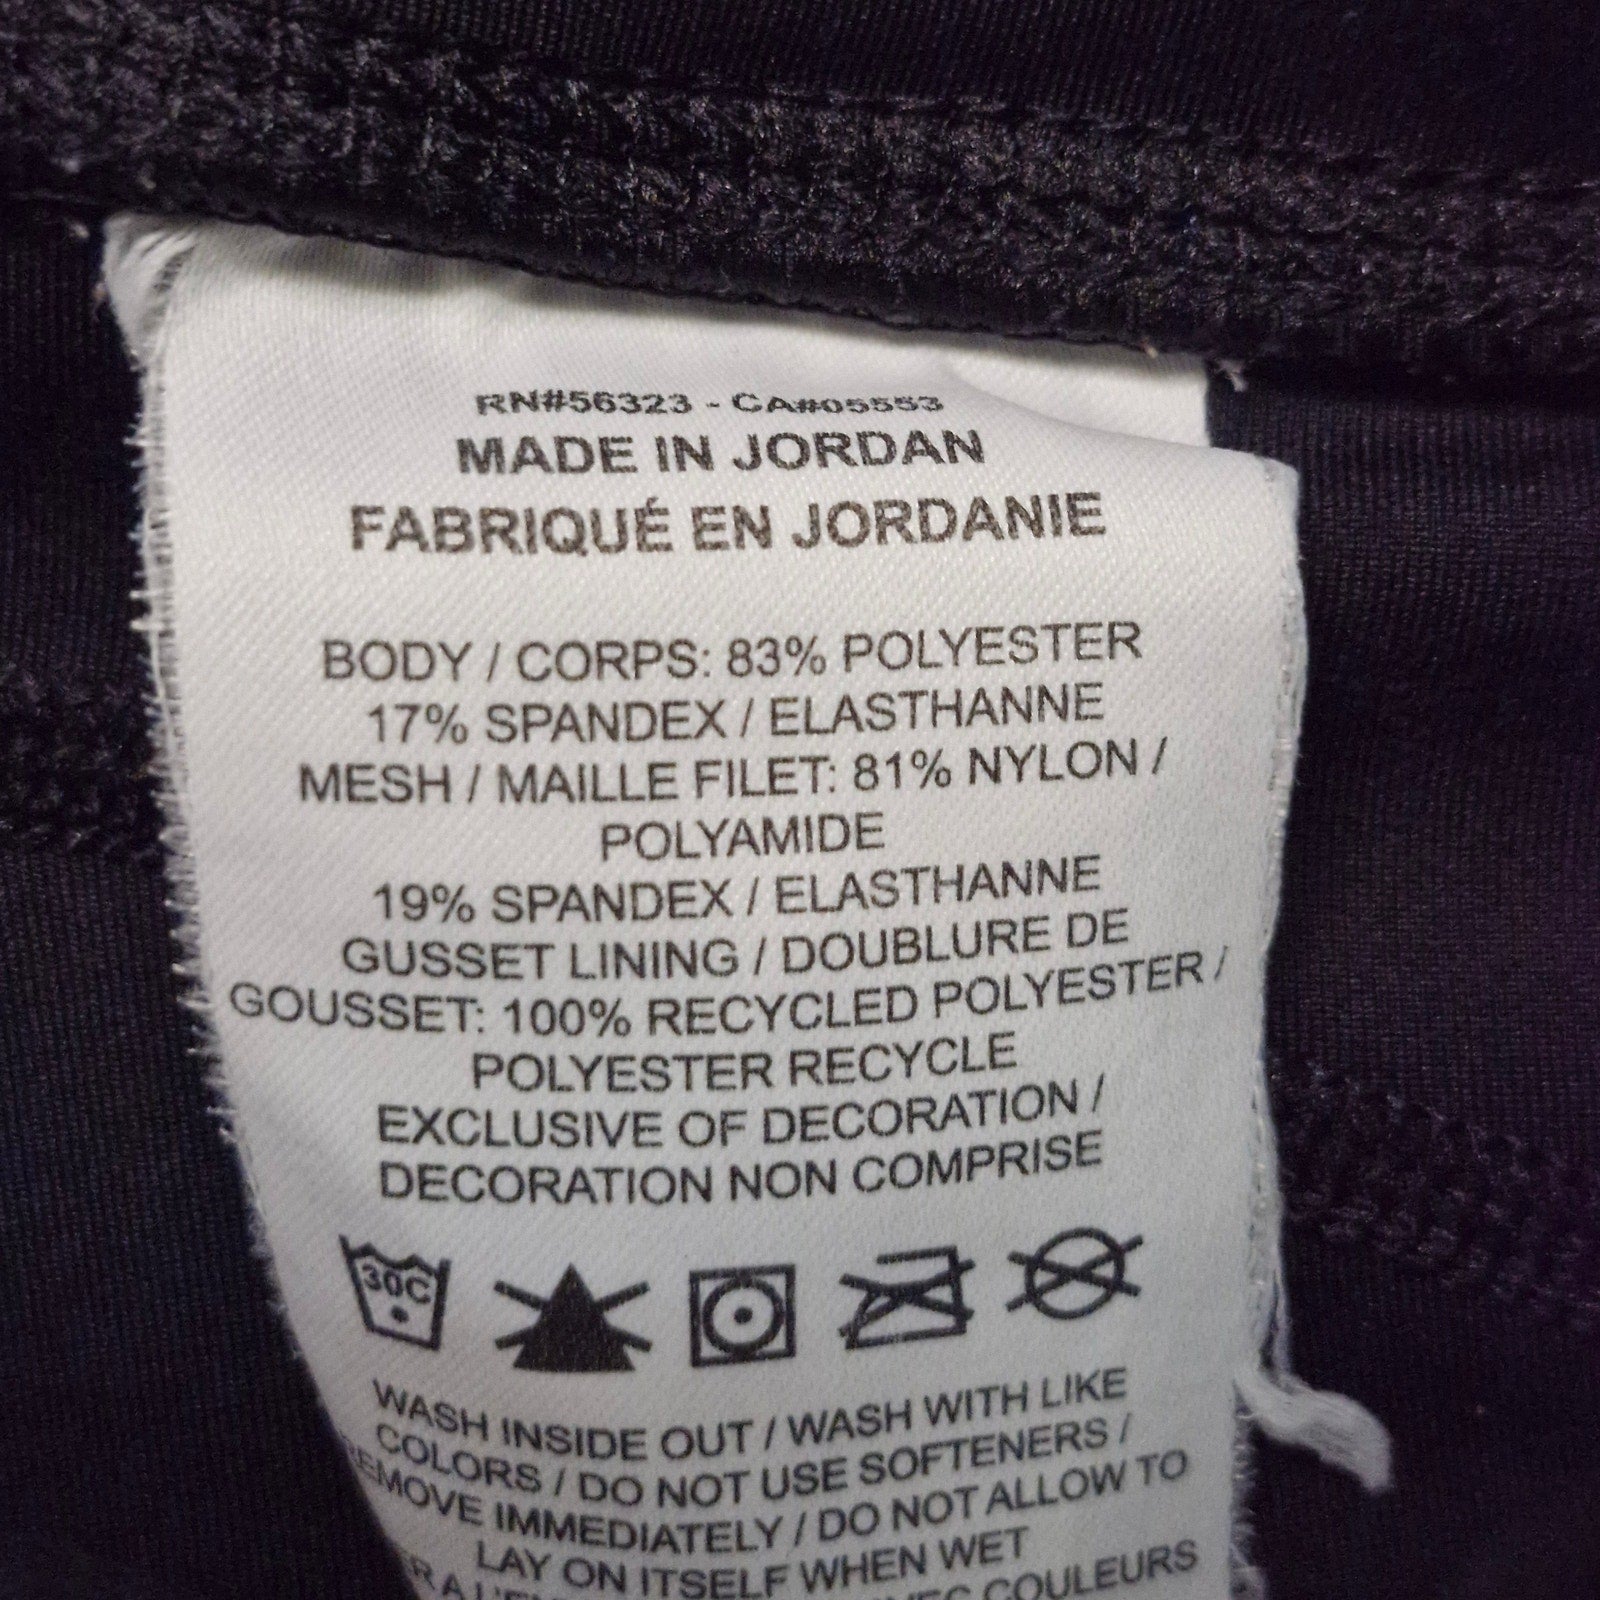 RN#56323 - CA#05553
MADE IN JORDAN
FABRIQUÉ EN JORDANIE
BODY / CORPS: 83% POLYESTER
17% SPANDEX / ELASTHANNE
MESH / MAILLE FILET: 81% NYLON /
POLYAMIDE
19% SPANDEX / ELASTHANNE
GUSSET LINING / DOUBLURE DE
GOUSSET: 100% RECYCLED POLYESTER /
POLYESTER RECYCLE
EXCLUSIVE OF DECORATION /
DECORATION NON COMPRISE
30C
WASH INSIDE OUT / WASH WITH LIKE
COLORS / DO NOT USE SOFTENERS /
REMOVE IMMEDIATELY / DO NOT ALLOW TO
LAY ON ITSELF WHEN WET
COULEURS